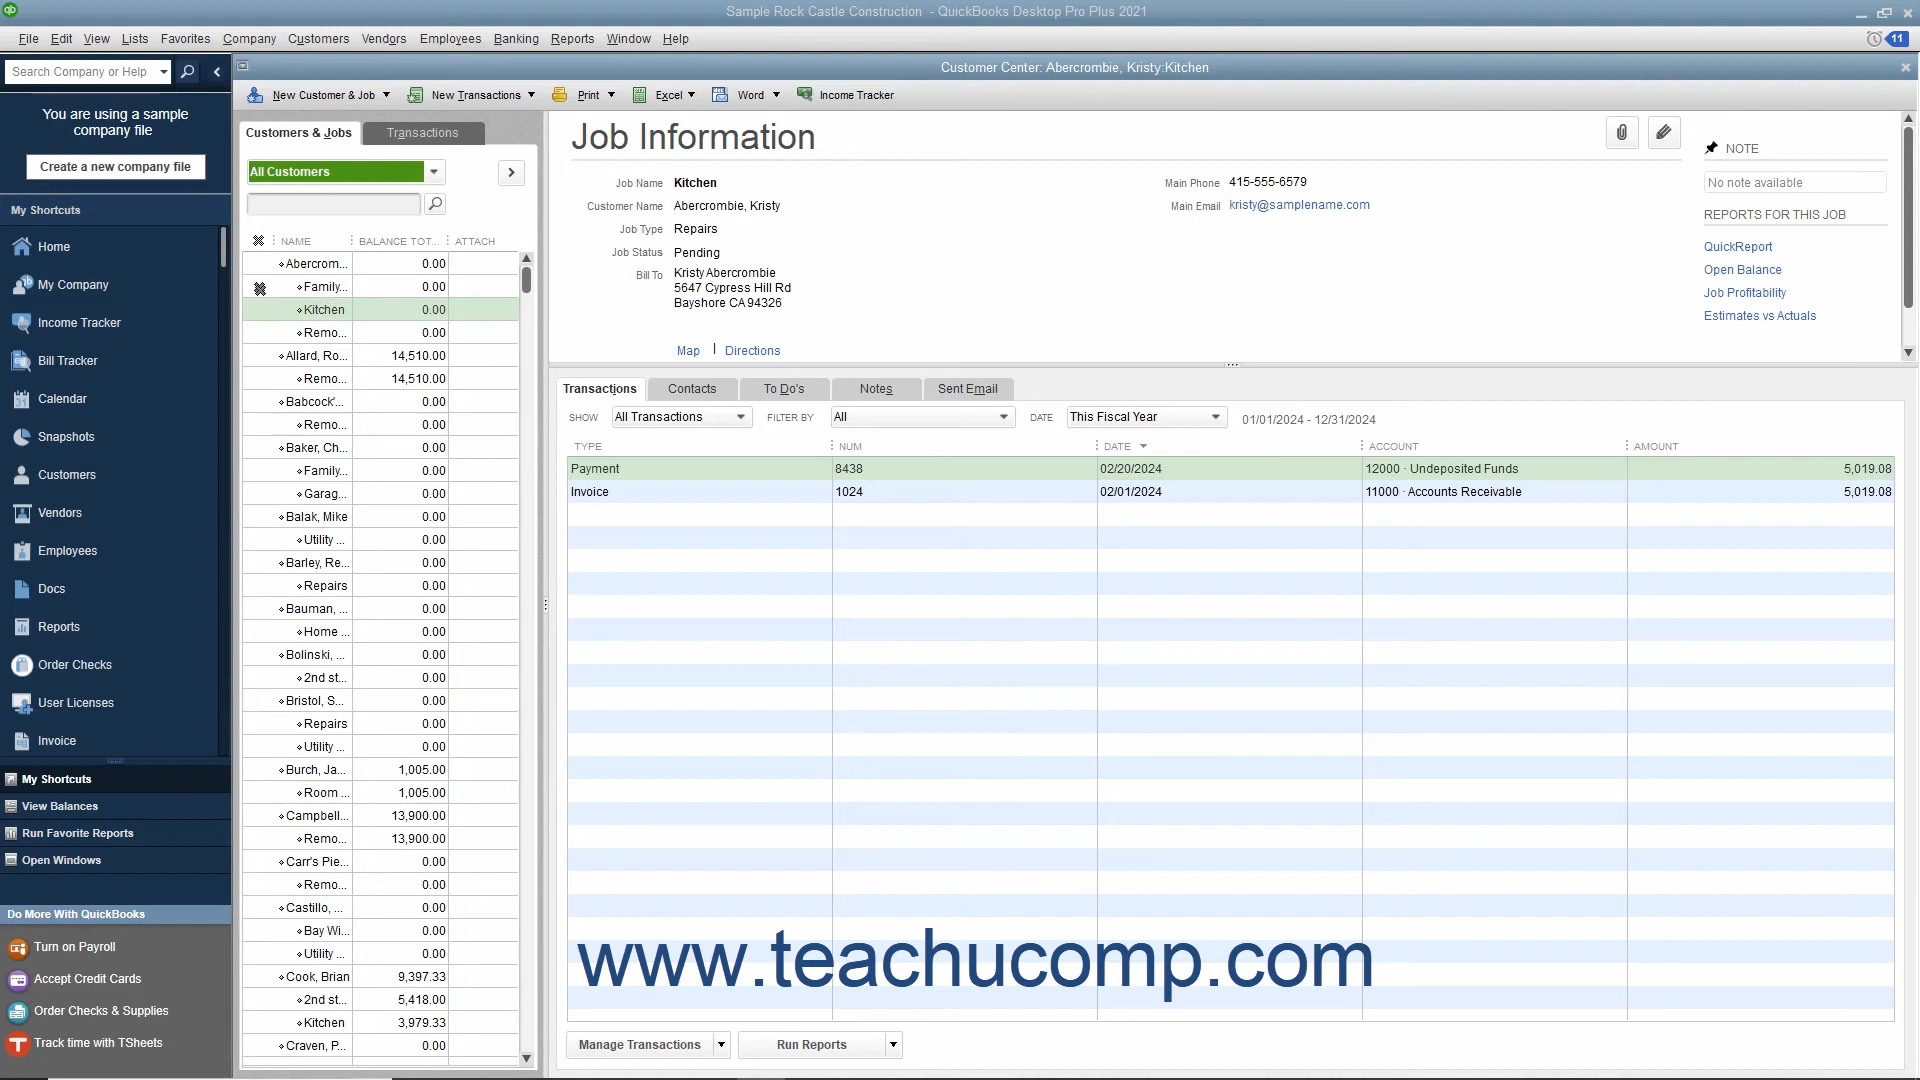 Sample Rock Castle Construction - QuickBooks Desktop Pro Plus 2021
File Edit View Lists Favorites Company Customers Vendors Employees Banking Reports Window Help
11
Search Company or Help
Customer Center: Abercrombie, Kristy:Kitchen
You are using a sample
company file
Create a new company file
My Shortcuts
Home
My Company
Income Tracker
Bill Tracker
Calendar
Snapshots
Customers
Vendors
Employees
Docs
Reports
Order Checks
User Licenses
Invoice
My Shortcuts
View Balances
Run Favorite Reports
Open Windows
Do More With QuickBooks
Turn on Payroll
Accept Credit Cards
Order Checks & Supplies
Track time with TSheets
New Customer & Job New Transactions Print Excel Word Income Tracker
Customers & Jobs Transactions
All Customers
NAME BALANCE TOT... ATTACH
Abercrom... 0.00
Family... 0.00
Kitchen 0.00
Remo... 0.00
Allard, Ro... 14,510.00
Remo... 14,510.00
Babcock'... 0.00
Remo... 0.00
Baker, Ch... 0.00
Family... 0.00
Garag... 0.00
Balak, Mike 0.00
Utility ... 0.00
Barley, Re... 0.00
Repairs 0.00
Bauman, ... 0.00
Home ... 0.00
Bolinski, ... 0.00
2nd st... 0.00
Bristol, S... 0.00
Repairs 0.00
Utility ... 0.00
Burch, Ja... 1,005.00
Room ... 1,005.00
Campbell... 13,900.00
Remo... 13,900.00
Carr's Pie... 0.00
Remo... 0.00
Castillo, ... 0.00
Bay Wi... 0.00
Utility ... 0.00
Cook, Brian 9,397.33
2nd st... 5,418.00
Kitchen 3,979.33
Craven, P... 0.00
Job Information
Job Name Kitchen
Customer Name Abercrombie, Kristy
Job Type Repairs
Job Status Pending
Bill To Kristy Abercrombie
5647 Cypress Hill Rd
Bayshore CA 94326
Map | Directions
Main Phone 415-555-6579
Main Email kristy@samplename.com
NOTE
No note available
REPORTS FOR THIS JOB
QuickReport
Open Balance
Job Profitability
Estimates vs Actuals
Transactions Contacts To Do's Notes Sent Email
SHOW All Transactions FILTER BY All DATE This Fiscal Year 01/01/2024 - 12/31/2024
TYPE NUM DATE ACCOUNT AMOUNT
Payment 8438 02/20/2024 12000 · Undeposited Funds 5,019.08
Invoice 1024 02/01/2024 11000 · Accounts Receivable 5,019.08
www.teachucomp.com
Manage Transactions Run Reports